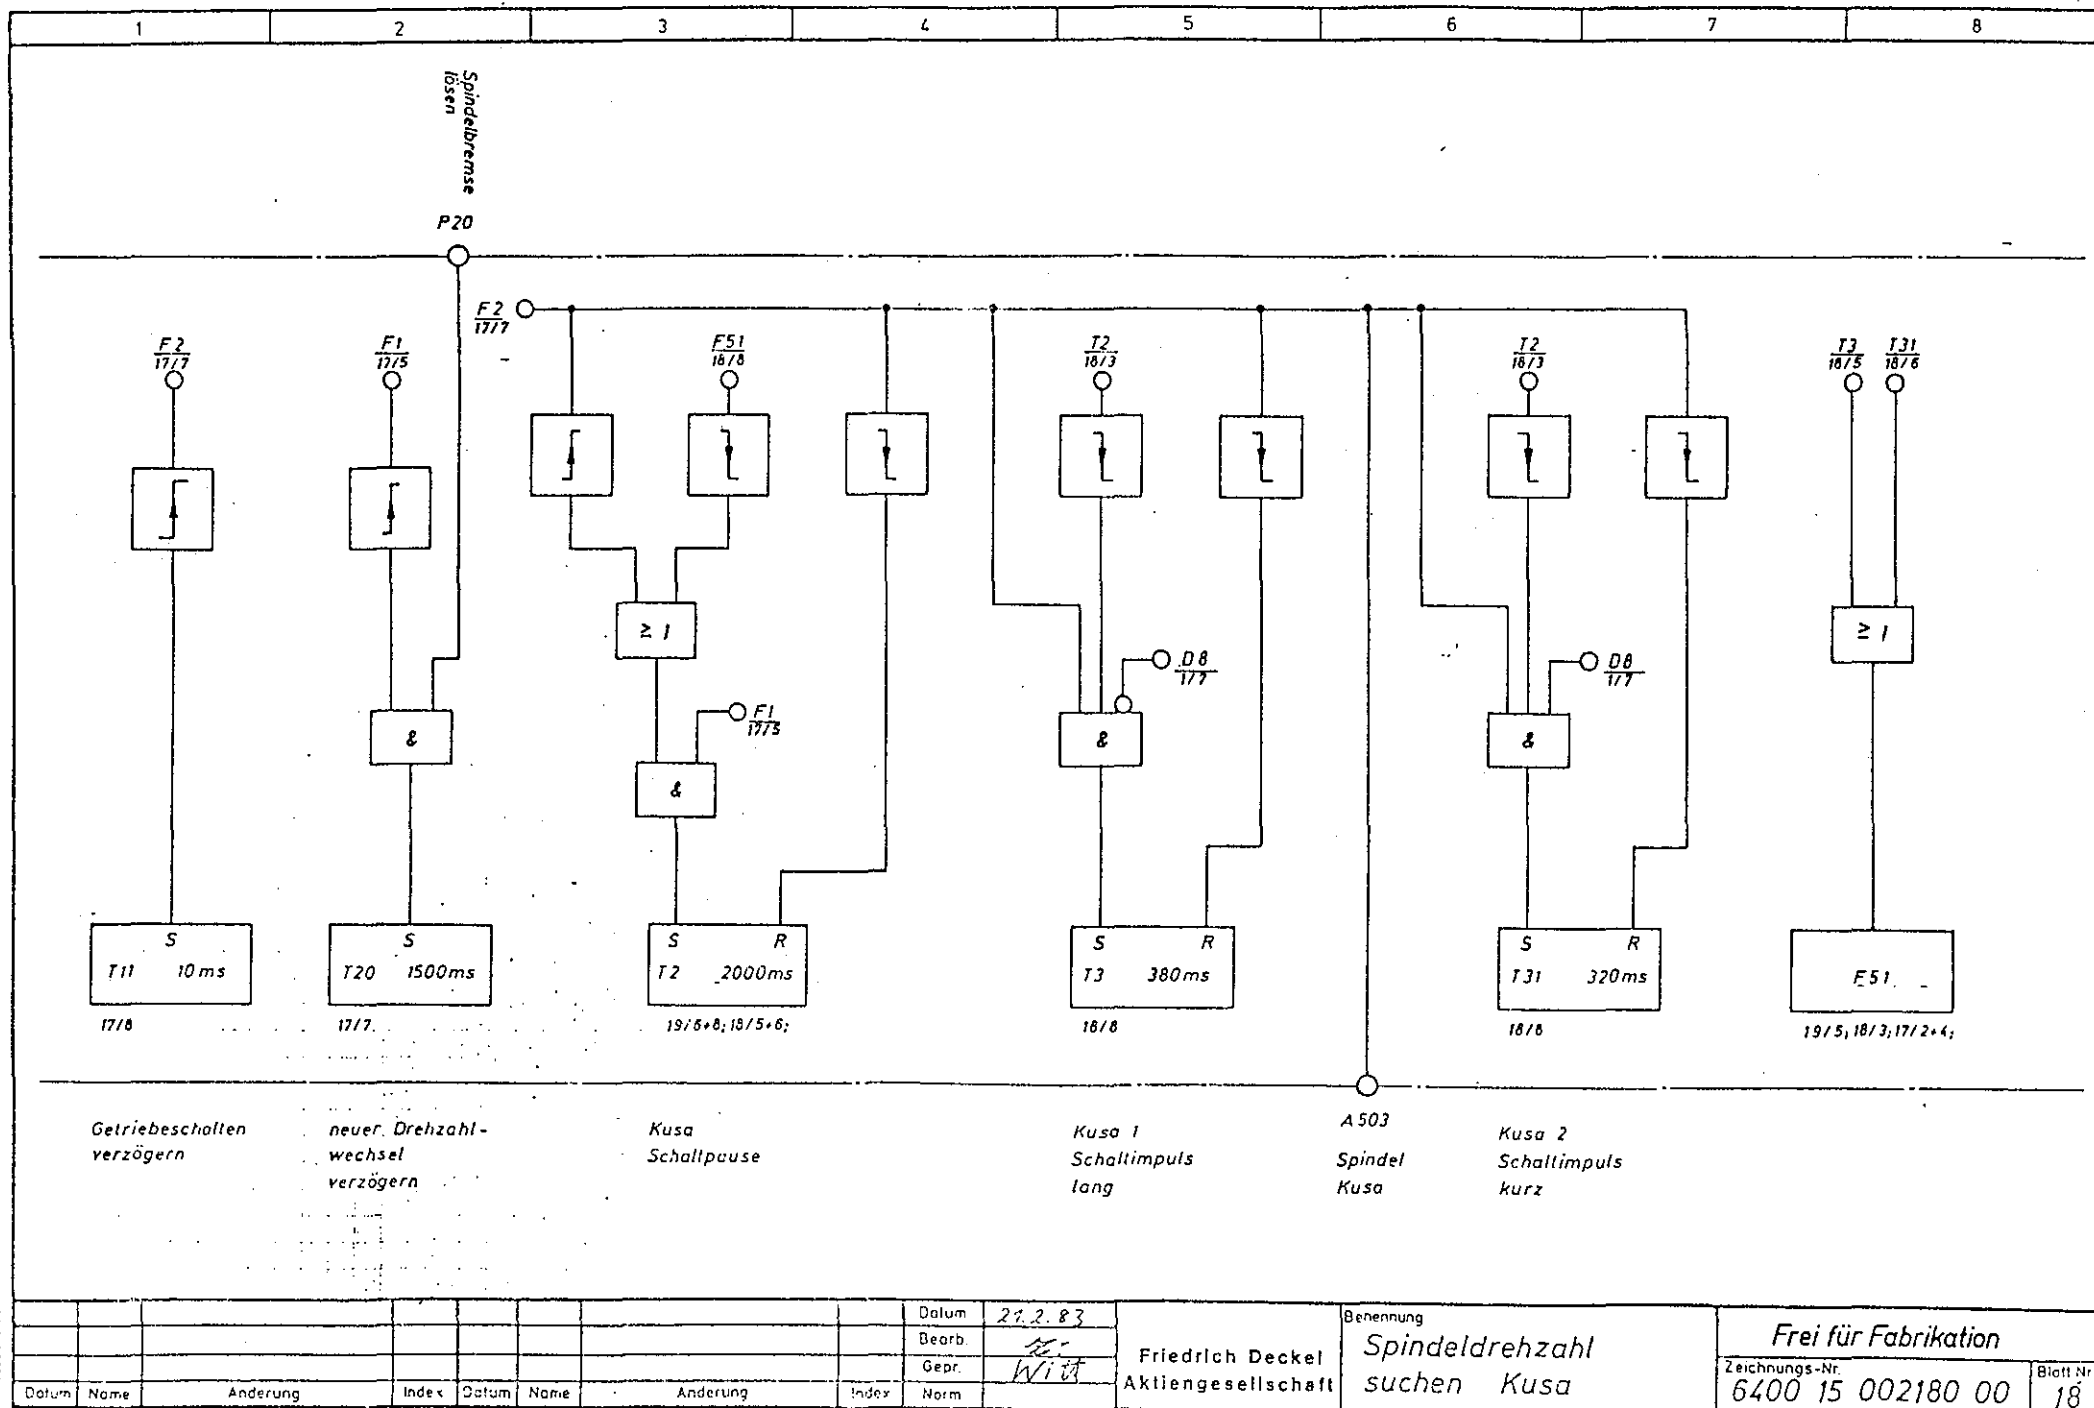 1 2 3 4 5 6 7 8
Spindelbremse
lösen
P20
F2
17/7
F2
17/7
F1
17/5
F51
18/8
T2
18/3
T2
18/3
T3
18/5
T31
18/6
≥ 1
≥ 1
D8
1/7
D8
1/7
F1
17/5
&
&
&
&
S
T11 10ms
17/8
S
T20 1500ms
17/7
S R
T2 2000ms
19/6+8; 18/5+6;
S R
T3 380ms
18/8
S R
T31 320ms
18/8
F51
19/5; 18/3; 17/2+4;
Getriebeschalten
verzögern
neuer Drehzahl-
wechsel
verzögern
Kusa
Schaltpause
Kusa 1
Schaltimpuls
lang
A503
Spindel
Kusa
Kusa 2
Schaltimpuls
kurz
Datum Name Änderung Index Datum Name Änderung Index
Datum 21.2.83
Bearb.
Gepr. Witt
Norm
Friedrich Deckel
Aktiengesellschaft
Benennung
Spindeldrehzahl
suchen Kusa
Frei für Fabrikation
Zeichnungs-Nr.
6400 15 002180 00
Blatt Nr
18